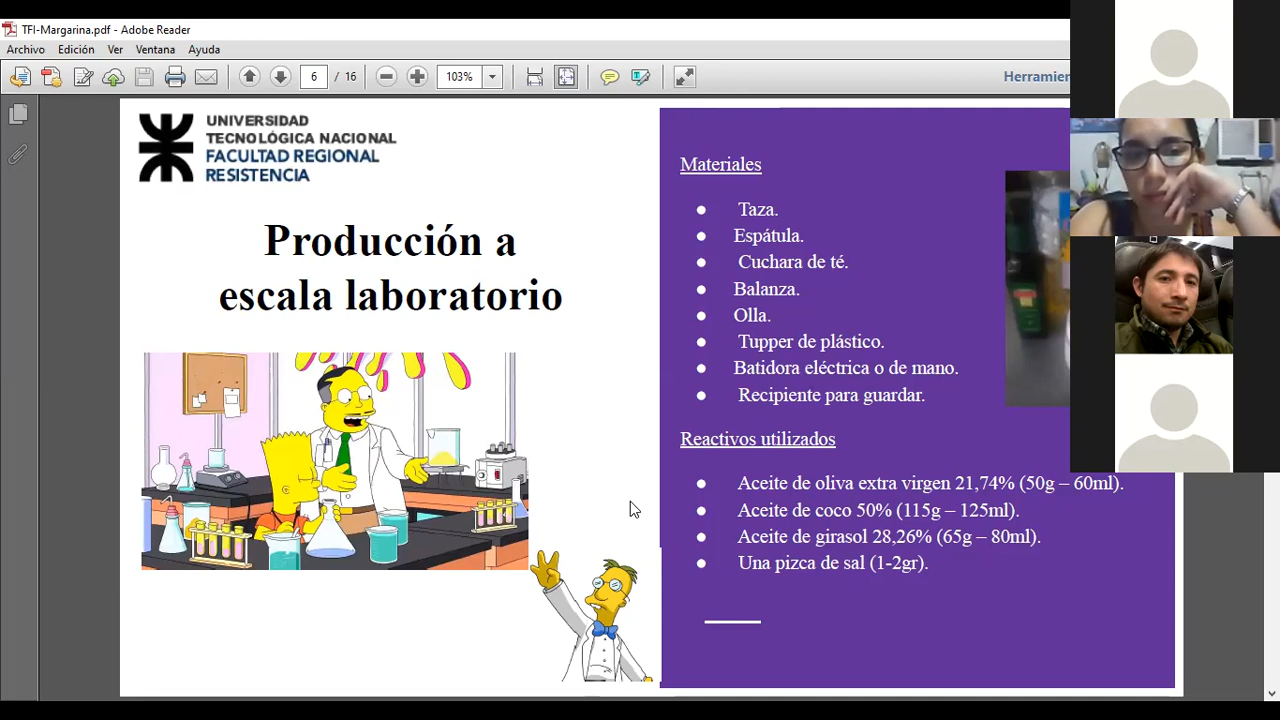 TFI-Margarina.pdf - Adobe Reader
Archivo Edición Ver Ventana Ayuda
6 / 16 103%
Herramien
UNIVERSIDAD
TECNOLÓGICA NACIONAL
FACULTAD REGIONAL
RESISTENCIA
Producción a
escala laboratorio
Materiales
● Taza.
● Espátula.
● Cuchara de té.
● Balanza.
● Olla.
● Tupper de plástico.
● Batidora eléctrica o de mano.
● Recipiente para guardar.
Reactivos utilizados
● Aceite de oliva extra virgen 21,74% (50g – 60ml).
● Aceite de coco 50% (115g – 125ml).
● Aceite de girasol 28,26% (65g – 80ml).
● Una pizca de sal (1-2gr).